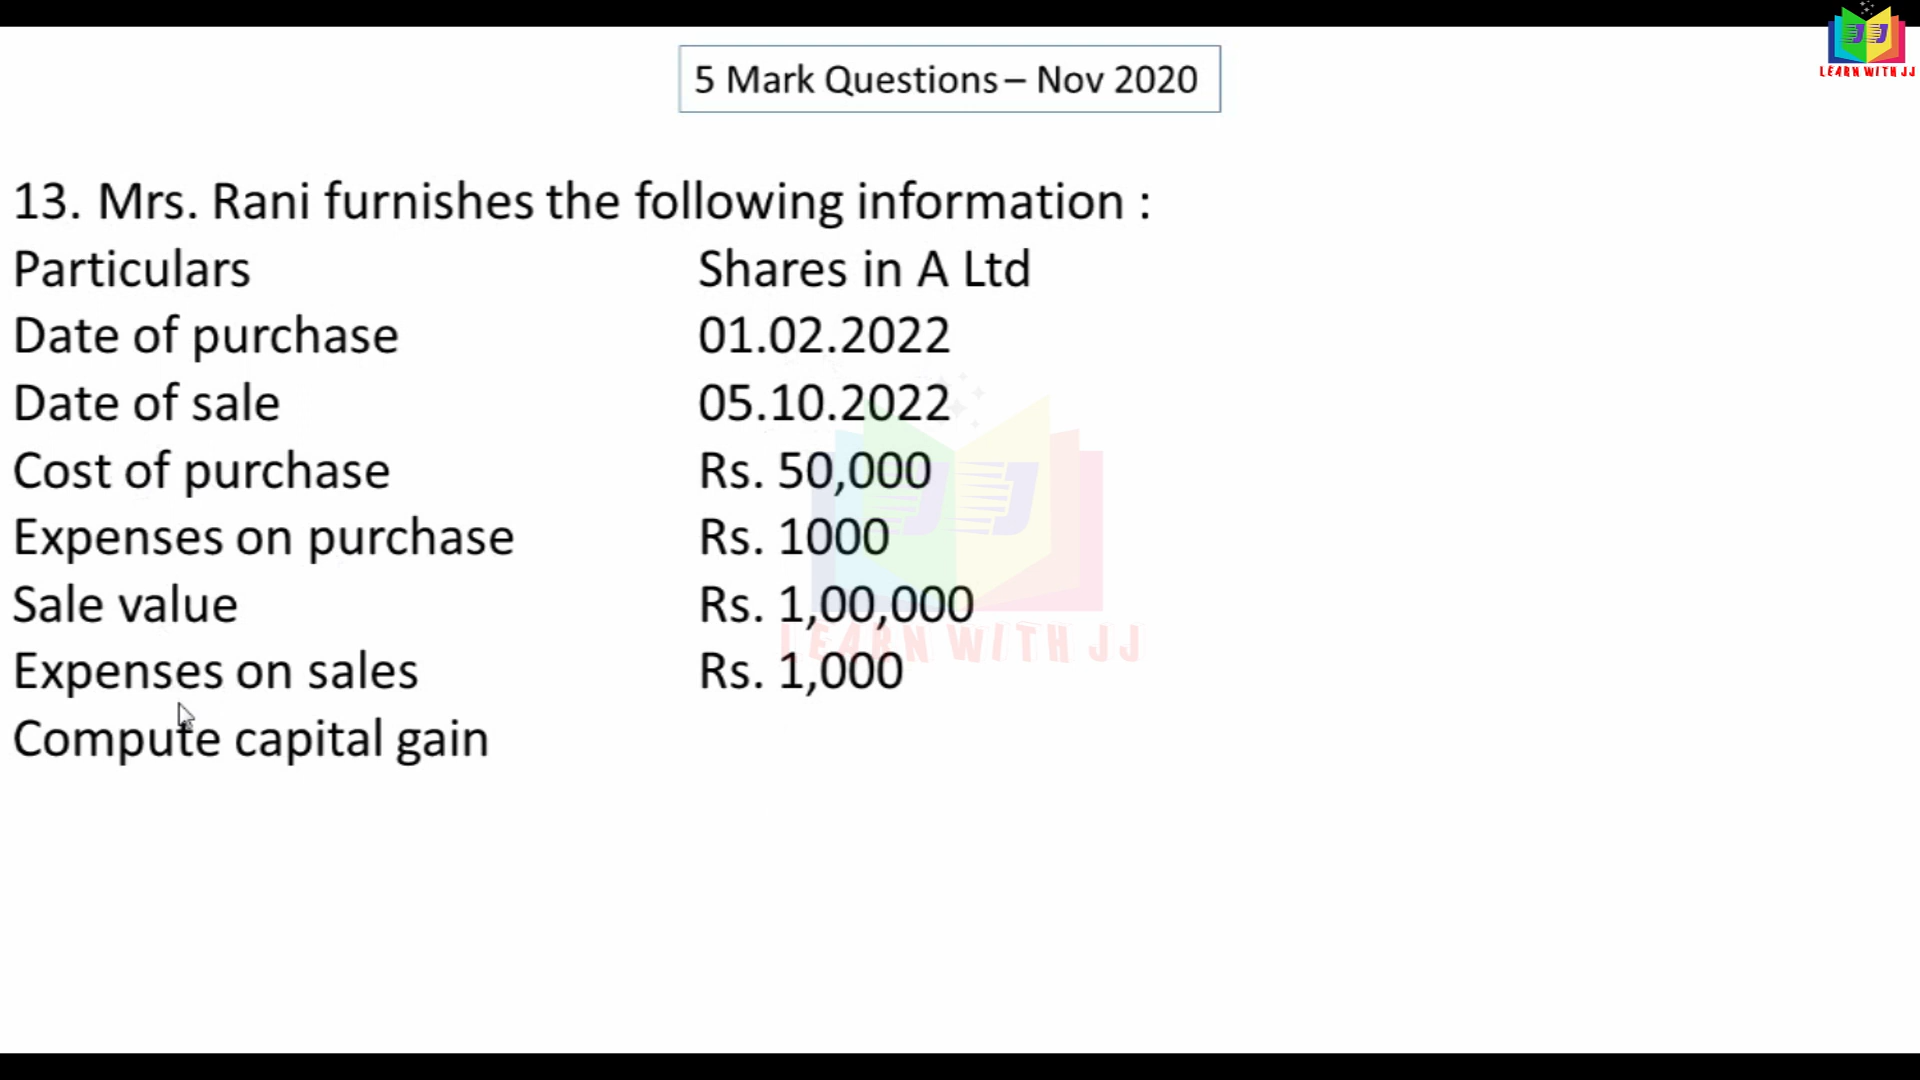 LEARN WITH JJ
5 Mark Questions – Nov 2020
13. Mrs. Rani furnishes the following information :
Particulars Shares in A Ltd
Date of purchase 01.02.2022
Date of sale 05.10.2022
Cost of purchase Rs. 50,000
Expenses on purchase Rs. 1000
Sale value Rs. 1,00,000
LEARN WITH JJ
Expenses on sales Rs. 1,000
Compute capital gain